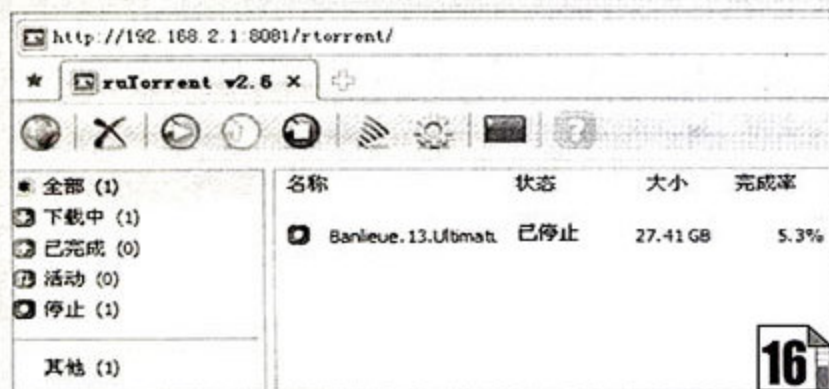 http://192.168.2.1:8081/rtorrent/
ruTorrent v2.6 ×
名称 状态 大小 完成率
全部 (1)
下载中 (1)
已完成 (0)
活动 (0)
停止 (1)
其他 (1)
Banlieue.13.Ultimat. 已停止 27.41 GB 5.3%
16